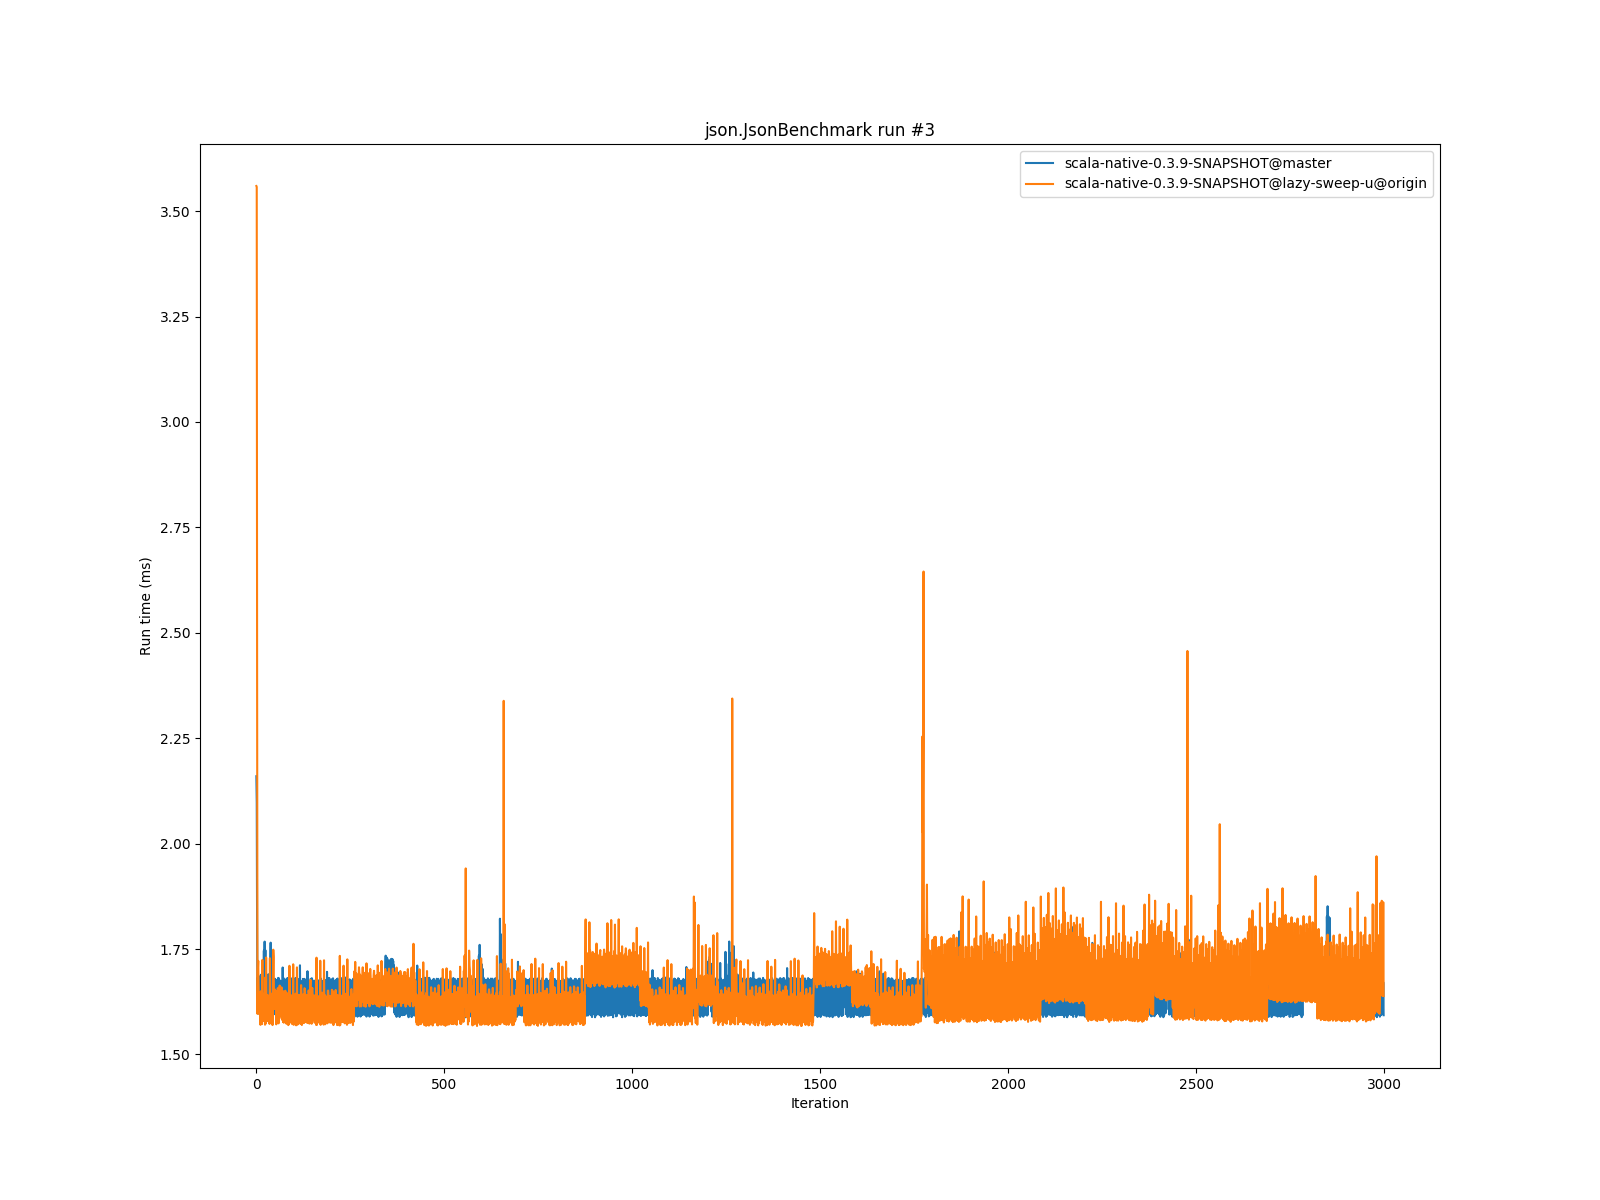 json.JsonBenchmark run #3
scala-native-0.3.9-SNAPSHOT@master
scala-native-0.3.9-SNAPSHOT@lazy-sweep-u@origin
3.50
3.25
3.00
2.75
2.50
2.25
2.00
1.75
1.50
Run time (ms)
0 500 1000 1500 2000 2500 3000
Iteration